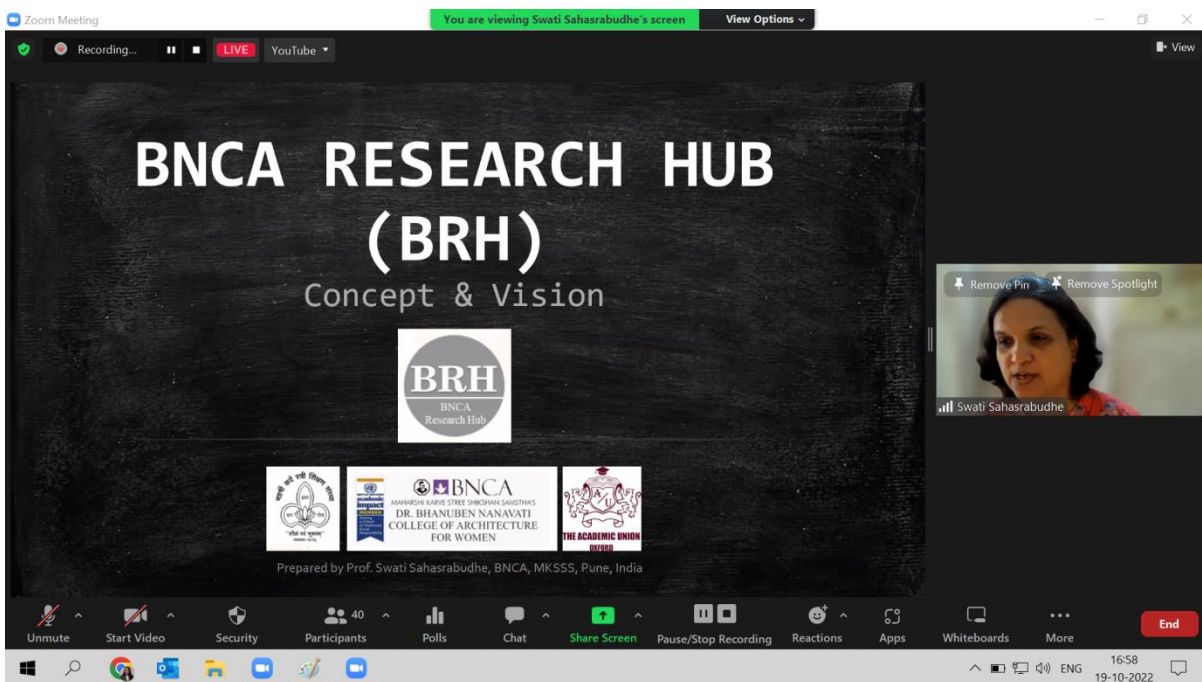 Zoom Meeting
You are viewing Swati Sahasrabudhe's screen
View Options
Recording...
LIVE
YouTube
View
BNCA RESEARCH HUB
(BRH)
Concept & Vision
BRH
BNCA
Research Hub
BNCA
MAHARSHI KARVE STREE SHIKSHAN SAMSTHA'S
DR. BHANUBEN NANAVATI
COLLEGE OF ARCHITECTURE
FOR WOMEN
academic
impact
MEMBER
A U
THE ACADEMIC UNION
OXFORD
Prepared by Prof. Swati Sahasrabudhe, BNCA, MKSSS, Pune, India
Remove Pin
Remove Spotlight
Swati Sahasrabudhe
Unmute
Start Video
Security
40
Participants
Polls
Chat
Share Screen
Pause/Stop Recording
Reactions
Apps
Whiteboards
More
End
ENG
16:58
19-10-2022